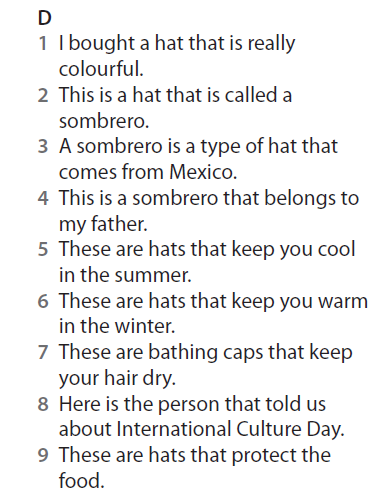 D
1 I bought a hat that is really
colourful.
2 This is a hat that is called a
sombrero.
3 A sombrero is a type of hat that
comes from Mexico.
4 This is a sombrero that belongs to
my father.
5 These are hats that keep you cool
in the summer.
6 These are hats that keep you warm
in the winter.
7 These are bathing caps that keep
your hair dry.
8 Here is the person that told us
about International Culture Day.
9 These are hats that protect the
food.